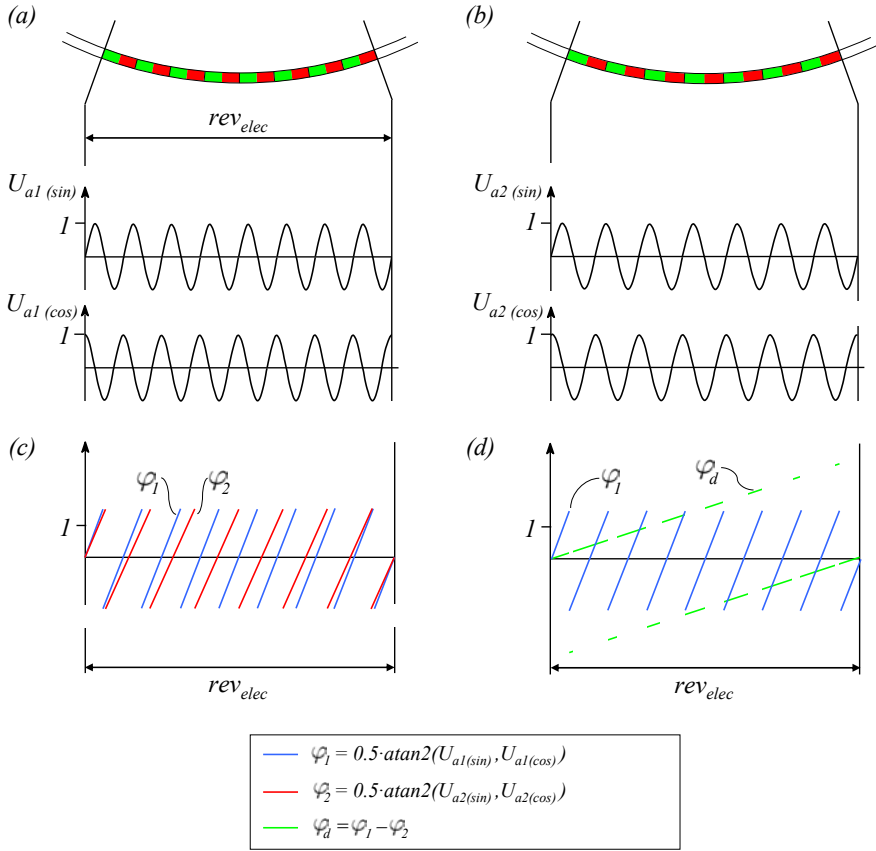 (a)
rev_elec
U_a1 (sin)
1
U_a1 (cos)
1
(b)
U_a2 (sin)
1
U_a2 (cos)
1
(c)
φ_1 φ_2
1
rev_elec
(d)
φ_1 φ_d
1
rev_elec
φ_1 = 0.5·atan2(U_a1(sin) ,U_a1(cos) )
φ_2 = 0.5·atan2(U_a2(sin) ,U_a2(cos) )
φ_d = φ_1 − φ_2